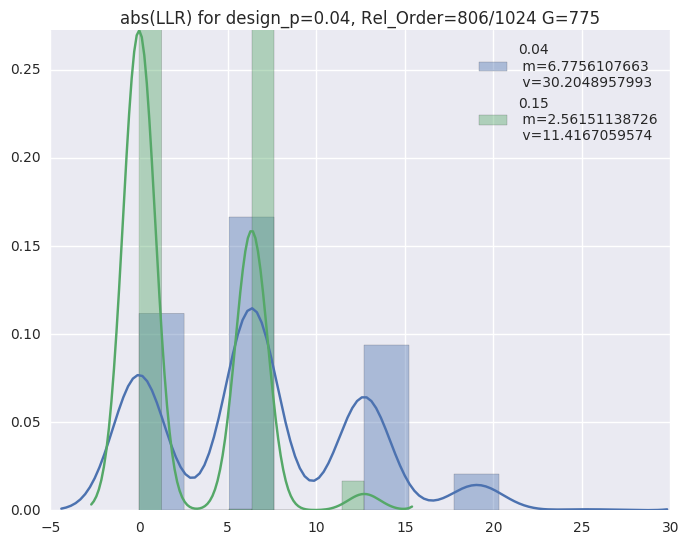 abs(LLR) for design_p=0.04, Rel_Order=806/1024 G=775
0.04
m=6.7756107663
v=30.2048957993
0.15
m=2.56151138726
v=11.4167059574
0.25
0.20
0.15
0.10
0.05
0.00
−5 0 5 10 15 20 25 30